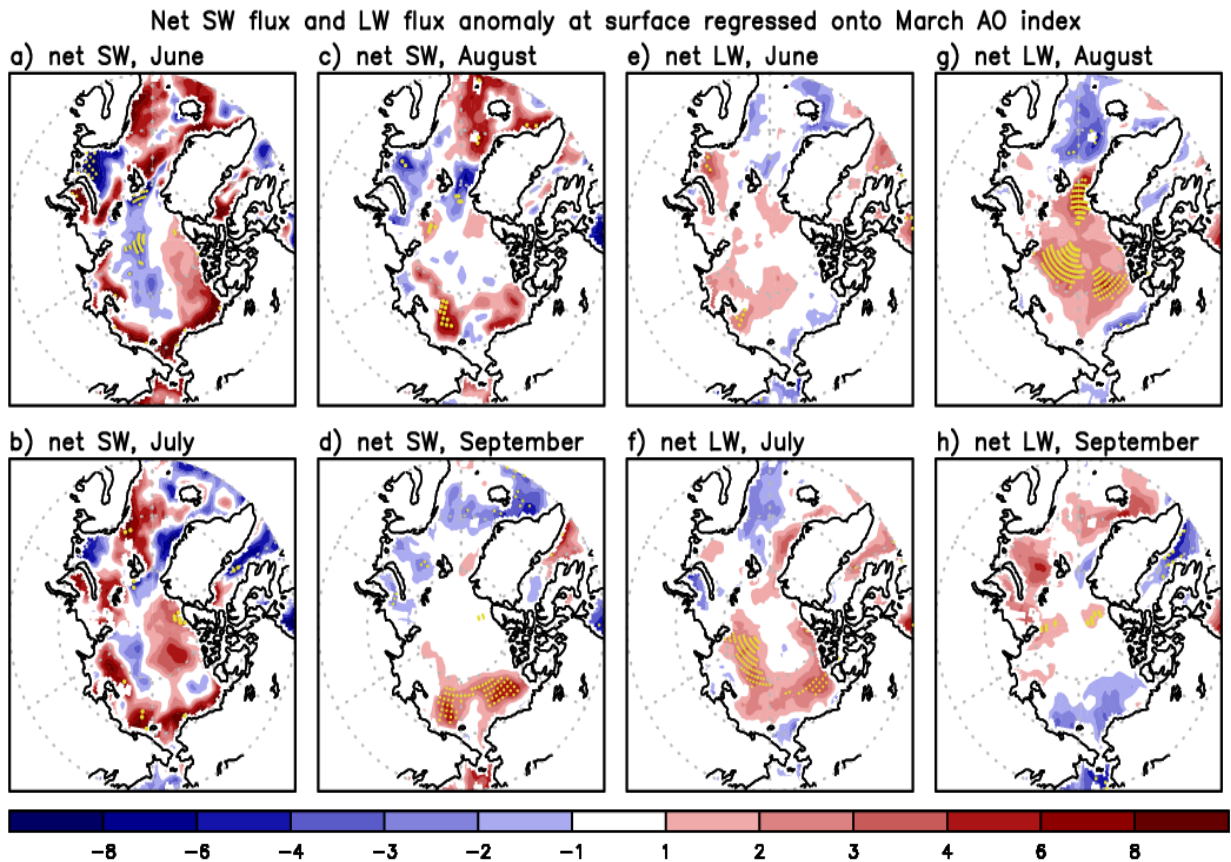 Net SW flux and LW flux anomaly at surface regressed onto March AO index
a) net SW, June
c) net SW, August
e) net LW, June
g) net LW, August
b) net SW, July
d) net SW, September
f) net LW, July
h) net LW, September
-8 -6 -4 -3 -2 -1 1 2 3 4 6 8